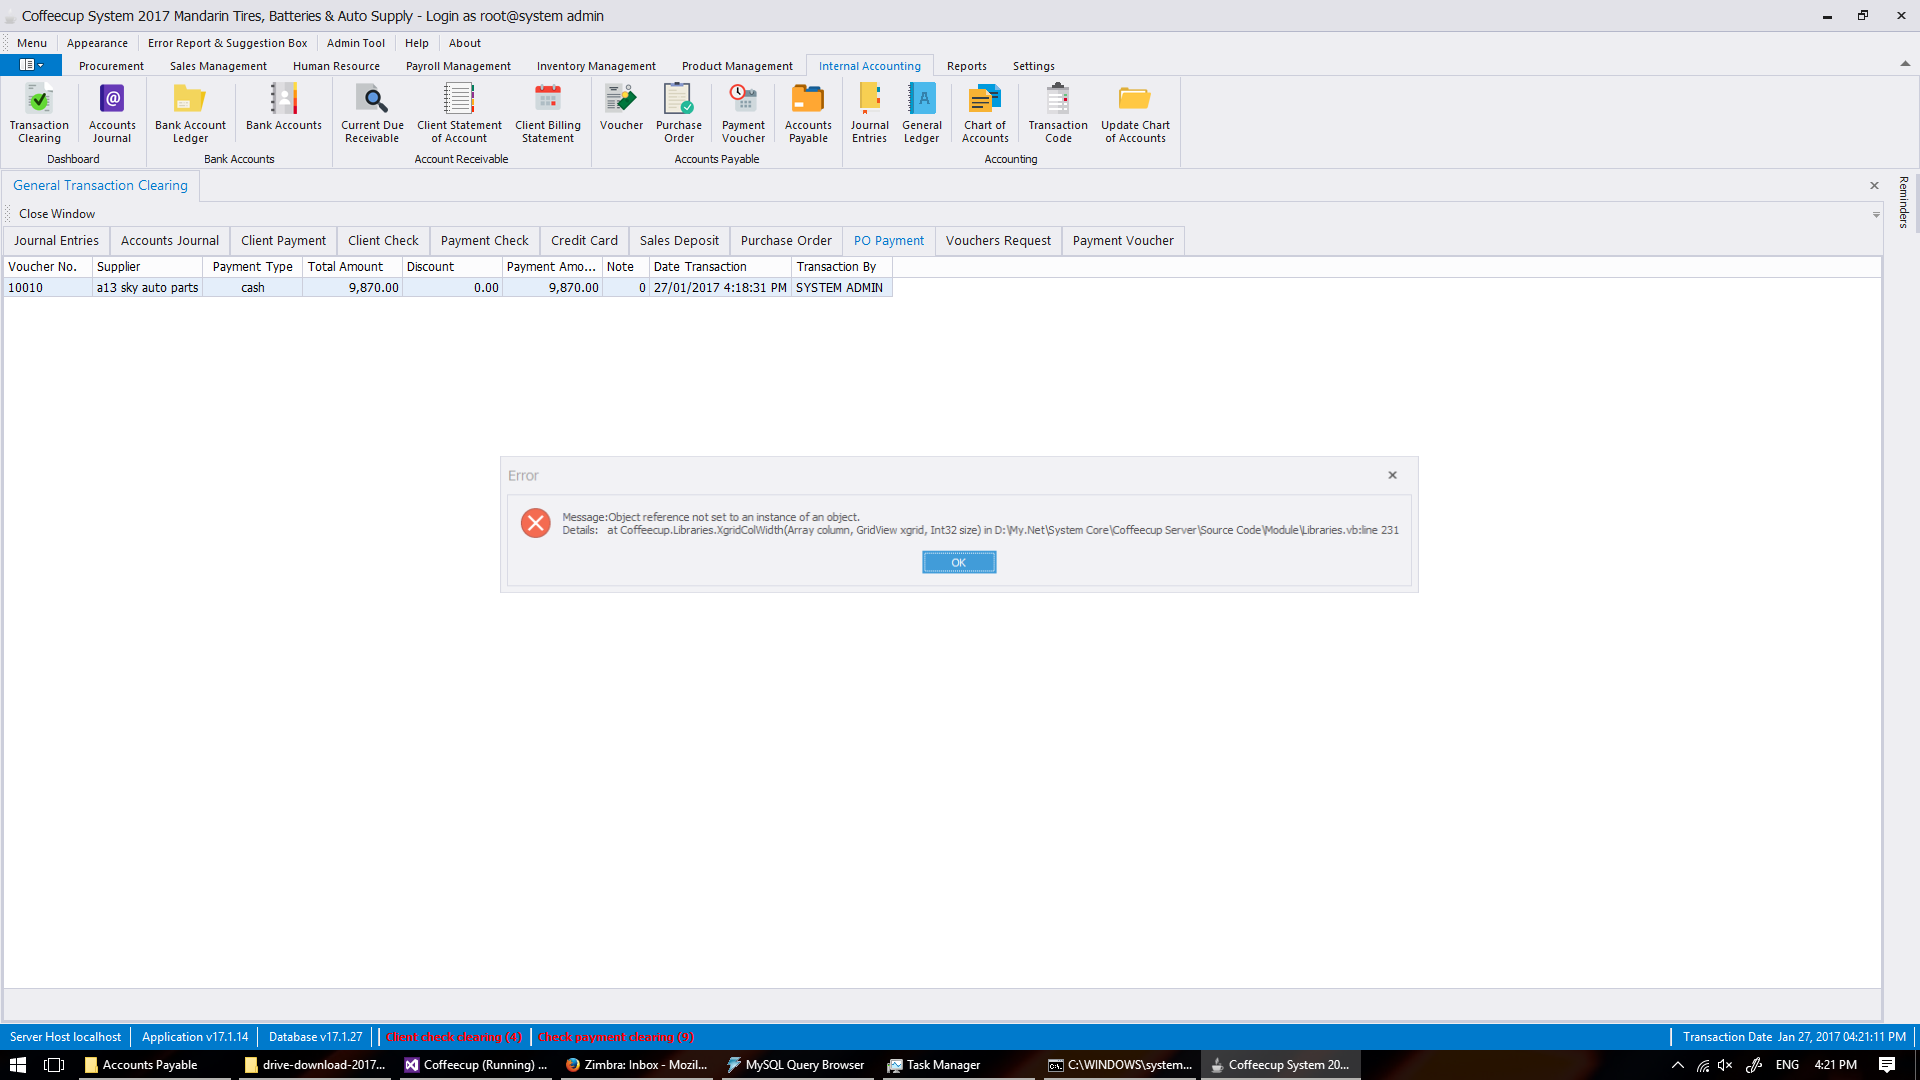 Coffeecup System 2017 Mandarin Tires, Batteries & Auto Supply - Login as root@system admin
Menu Appearance Error Report & Suggestion Box Admin Tool Help About
Procurement Sales Management Human Resource Payroll Management Inventory Management Product Management Internal Accounting Reports Settings
Transaction Clearing
Accounts Journal
Dashboard
Bank Account Ledger
Bank Accounts
Bank Accounts
Current Due Receivable
Client Statement of Account
Client Billing Statement
Account Receivable
Voucher
Purchase Order
Payment Voucher
Accounts Payable
Accounts Payable
Journal Entries
General Ledger
Chart of Accounts
Transaction Code
Update Chart of Accounts
Accounting
General Transaction Clearing
Reminders
Close Window
Journal Entries Accounts Journal Client Payment Client Check Payment Check Credit Card Sales Deposit Purchase Order PO Payment Vouchers Request Payment Voucher
Voucher No. Supplier Payment Type Total Amount Discount Payment Amo... Note Date Transaction Transaction By
10010 a13 sky auto parts cash 9,870.00 0.00 9,870.00 0 27/01/2017 4:18:31 PM SYSTEM ADMIN
Error
Message:Object reference not set to an instance of an object.
Details: at Coffeecup.Libraries.XgridColWidth(Array column, GridView xgrid, Int32 size) in D:\My.Net\System Core\Coffeecup Server\Source Code\Module\Libraries.vb:line 231
OK
Server Host localhost Application v17.1.14 Database v17.1.27 Client check clearing (4) Check payment clearing (9) Transaction Date Jan 27, 2017 04:21:11 PM
Accounts Payable drive-download-2017... Coffeecup (Running) ... Zimbra: Inbox - Mozil... MySQL Query Browser Task Manager C:\WINDOWS\system... Coffeecup System 20... ENG 4:21 PM